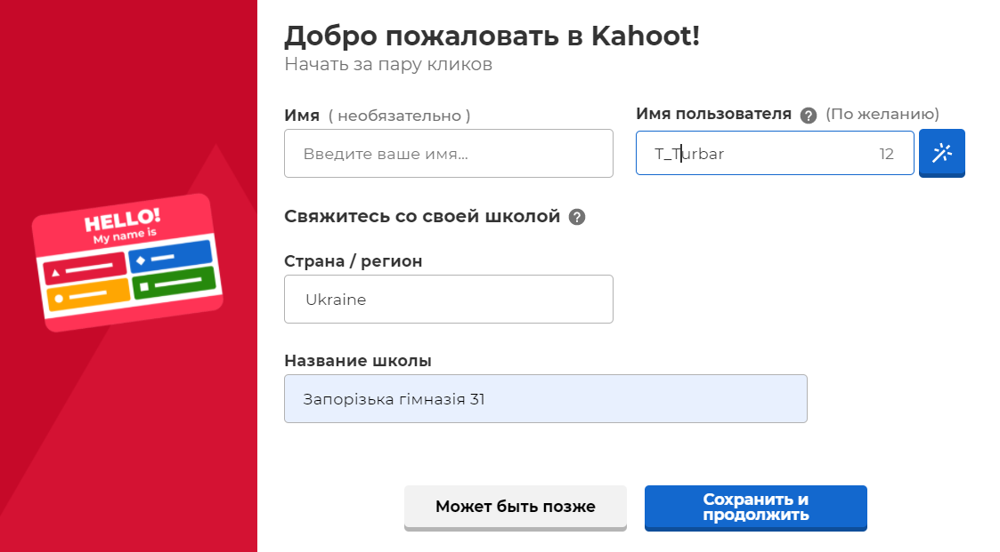 Добро пожаловать в Kahoot!
Начать за пару кликов
Имя ( необязательно )
Введите ваше имя...
Имя пользователя ? (По желанию)
T_Turbar 12
HELLO!
My name is
Свяжитесь со своей школой ?
Страна / регион
Ukraine
Название школы
Запорізька гімназія 31
Может быть позже
Сохранить и
продолжить